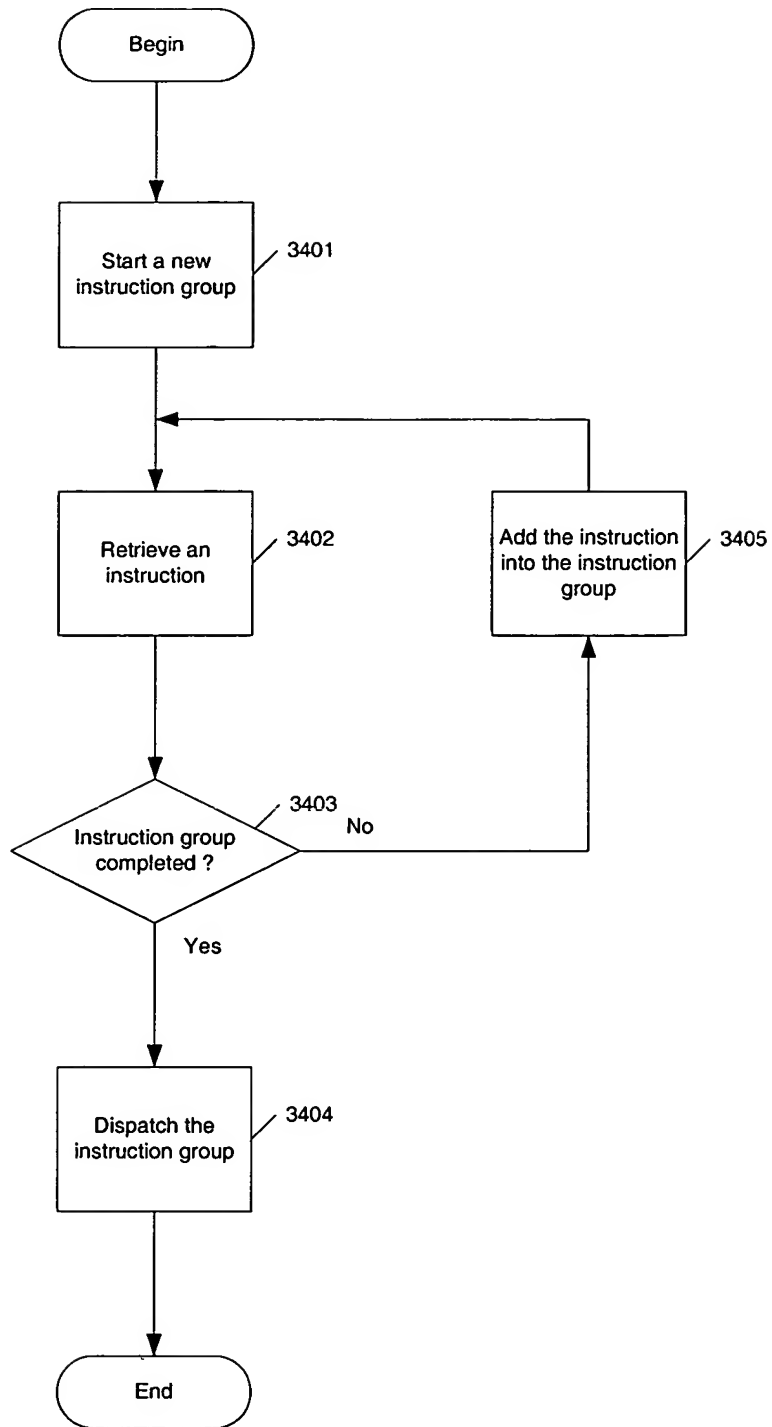 Begin
Start a new
instruction group
3401
Retrieve an
instruction
3402
Add the instruction
into the instruction
group
3405
Instruction group
completed ?
3403
No
Yes
Dispatch the
instruction group
3404
End